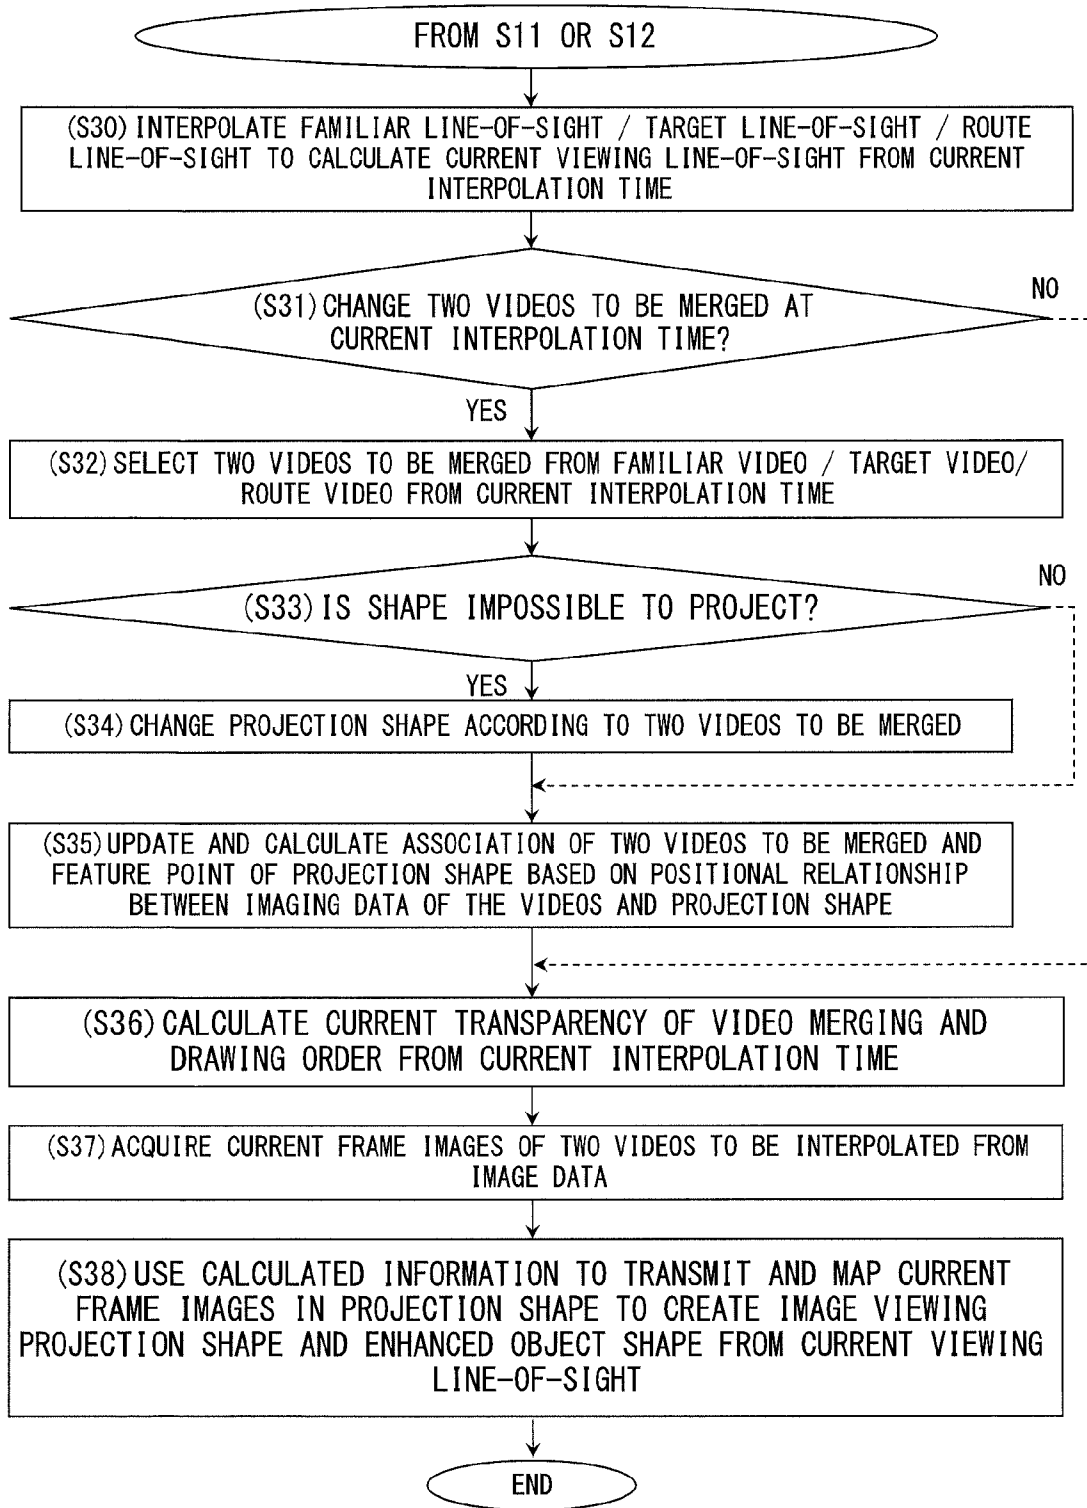 FROM S11 OR S12
(S30) INTERPOLATE FAMILIAR LINE-OF-SIGHT / TARGET LINE-OF-SIGHT / ROUTE
LINE-OF-SIGHT TO CALCULATE CURRENT VIEWING LINE-OF-SIGHT FROM CURRENT
INTERPOLATION TIME
(S31) CHANGE TWO VIDEOS TO BE MERGED AT
CURRENT INTERPOLATION TIME?
NO
YES
(S32) SELECT TWO VIDEOS TO BE MERGED FROM FAMILIAR VIDEO / TARGET VIDEO/
ROUTE VIDEO FROM CURRENT INTERPOLATION TIME
(S33) IS SHAPE IMPOSSIBLE TO PROJECT?
NO
YES
(S34) CHANGE PROJECTION SHAPE ACCORDING TO TWO VIDEOS TO BE MERGED
(S35) UPDATE AND CALCULATE ASSOCIATION OF TWO VIDEOS TO BE MERGED AND
FEATURE POINT OF PROJECTION SHAPE BASED ON POSITIONAL RELATIONSHIP
BETWEEN IMAGING DATA OF THE VIDEOS AND PROJECTION SHAPE
(S36) CALCULATE CURRENT TRANSPARENCY OF VIDEO MERGING AND
DRAWING ORDER FROM CURRENT INTERPOLATION TIME
(S37) ACQUIRE CURRENT FRAME IMAGES OF TWO VIDEOS TO BE INTERPOLATED FROM
IMAGE DATA
(S38) USE CALCULATED INFORMATION TO TRANSMIT AND MAP CURRENT
FRAME IMAGES IN PROJECTION SHAPE TO CREATE IMAGE VIEWING
PROJECTION SHAPE AND ENHANCED OBJECT SHAPE FROM CURRENT VIEWING
LINE-OF-SIGHT
END